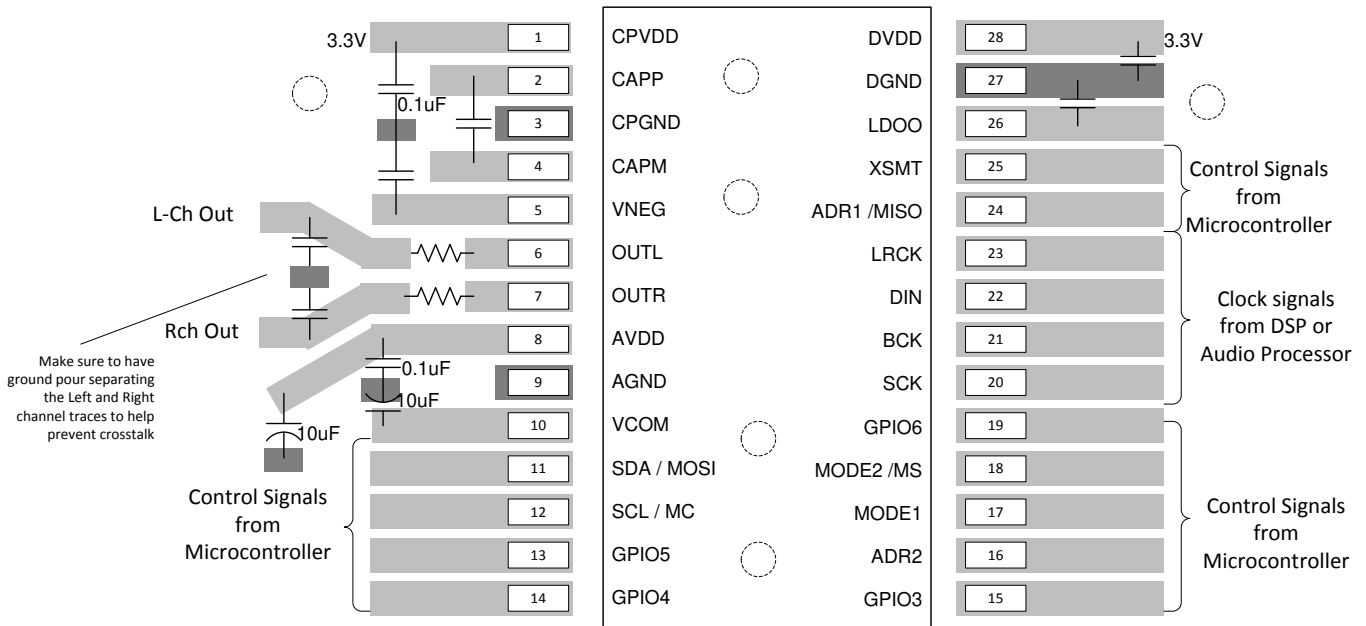 3.3V
1
CPVDD
DVDD
28
3.3V
2
CAPP
DGND
27
0.1uF
3
CPGND
LDOO
26
4
CAPM
XSMT
25
Control Signals
from
Microcontroller
L-Ch Out
5
VNEG
ADR1 /MISO
24
6
OUTL
LRCK
23
7
OUTR
DIN
22
Clock signals
from DSP or
Audio Processor
Rch Out
8
AVDD
BCK
21
Make sure to have
ground pour separating
the Left and Right
channel traces to help
prevent crosstalk
0.1uF
9
AGND
SCK
20
10uF
10uF
10
VCOM
GPIO6
19
11
SDA / MOSI
MODE2 /MS
18
Control Signals
from
Microcontroller
12
SCL / MC
MODE1
17
Control Signals
from
Microcontroller
13
GPIO5
ADR2
16
14
GPIO4
GPIO3
15